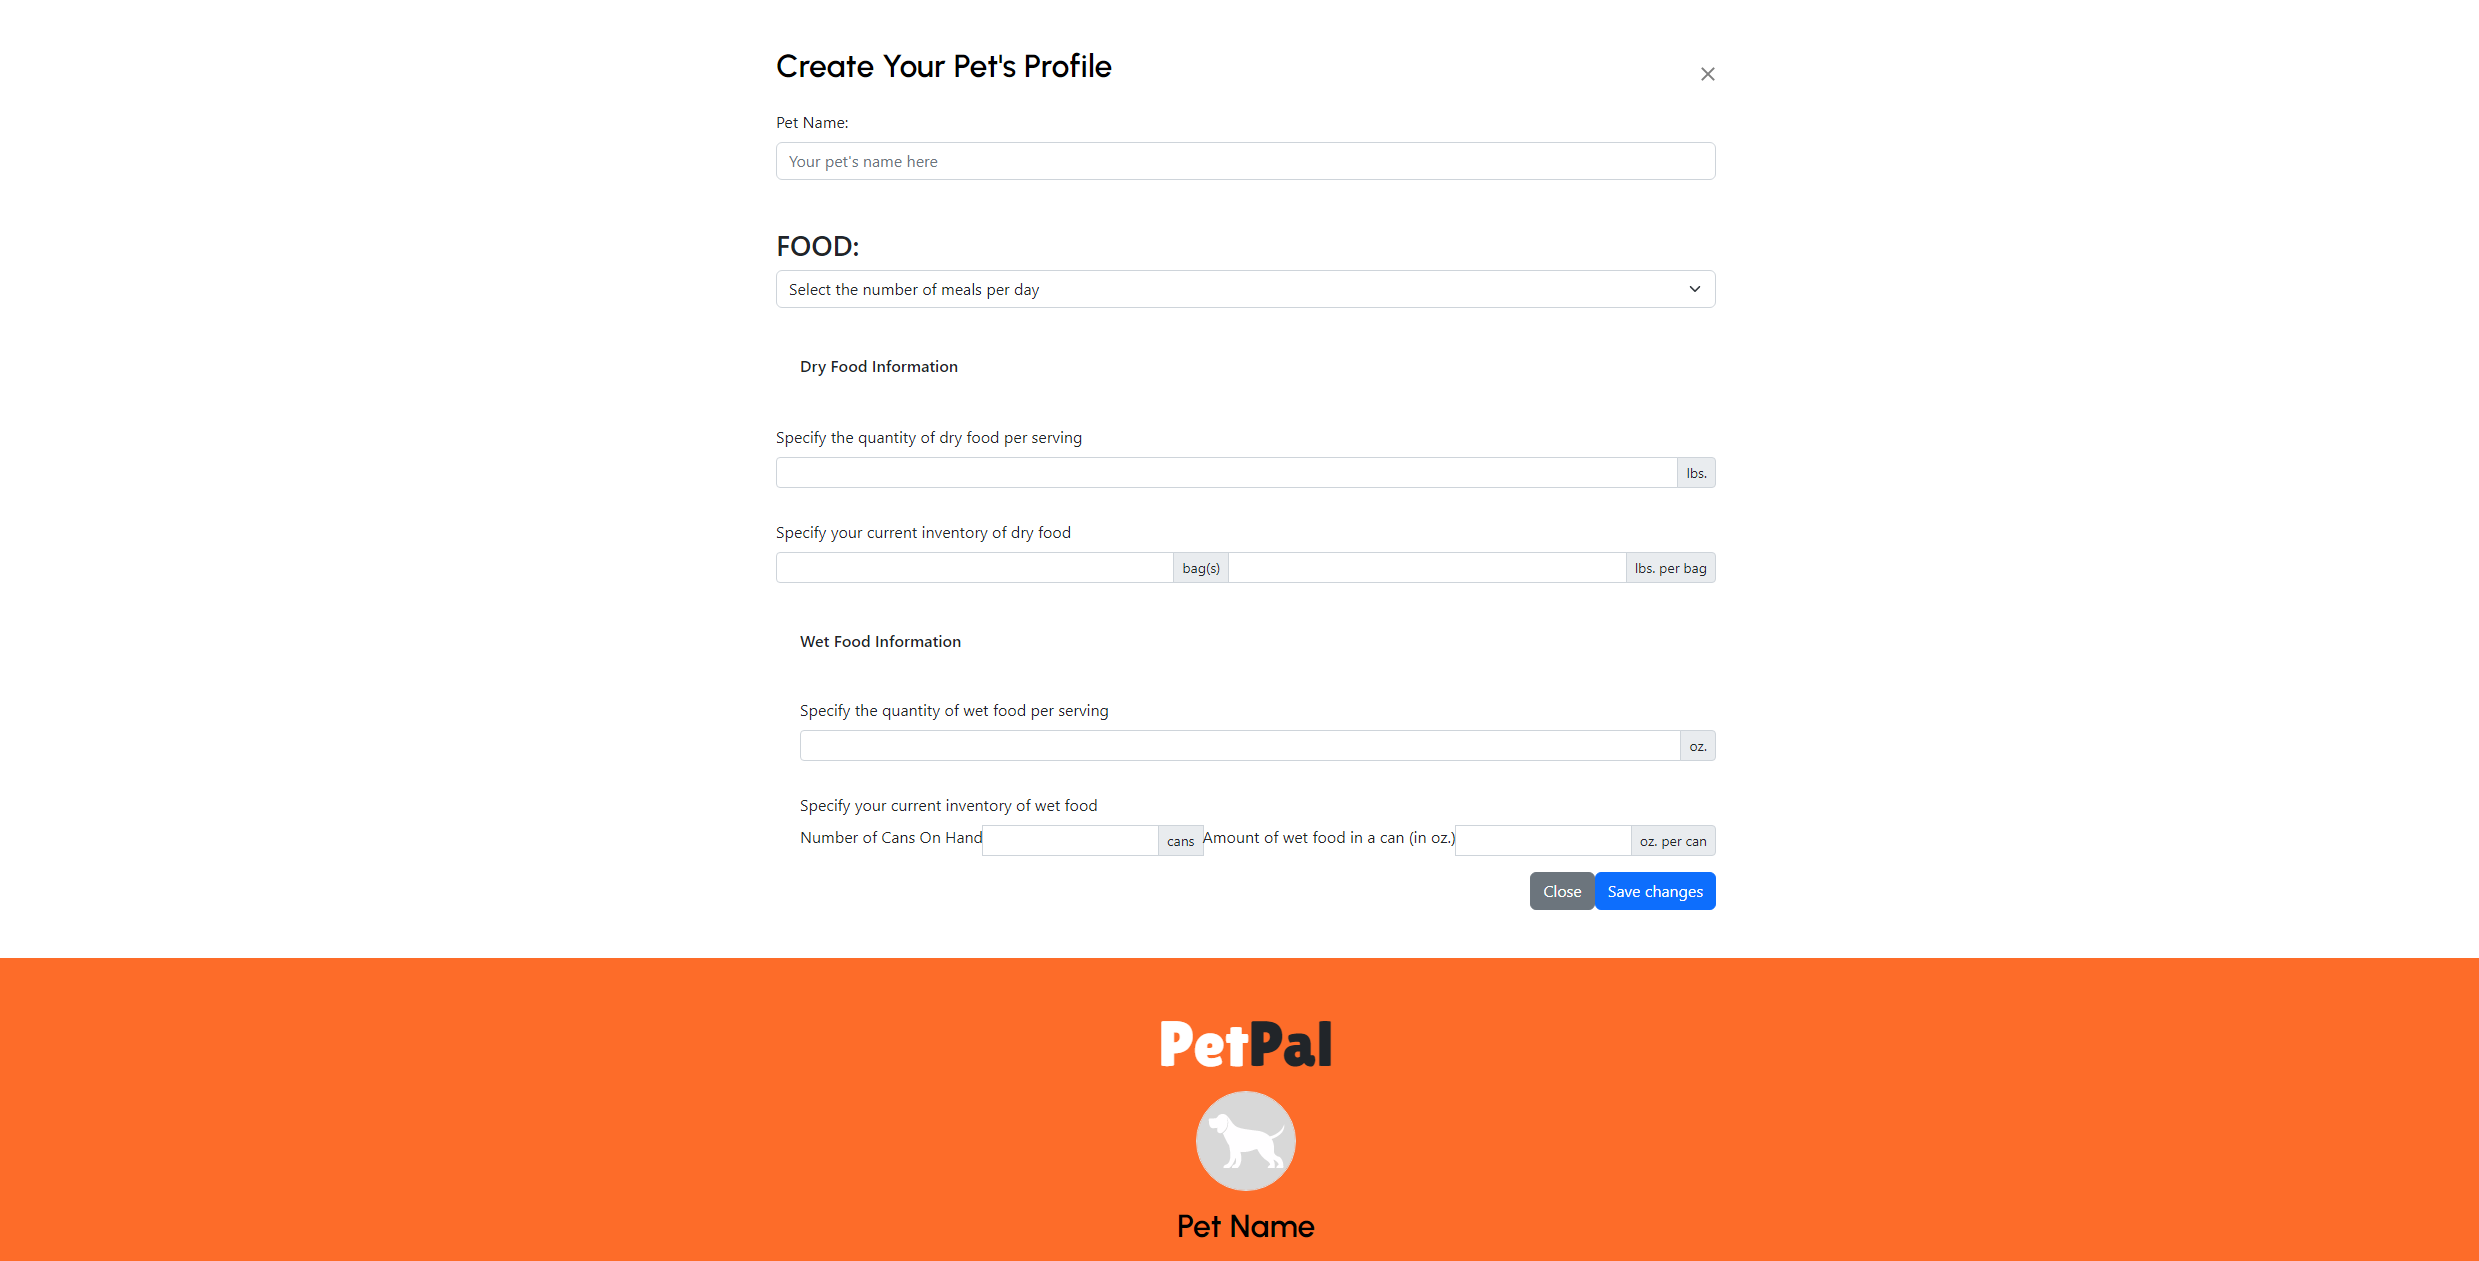 Create Your Pet's Profile
Pet Name:
Your pet's name here
FOOD:
Select the number of meals per day
Dry Food Information
Specify the quantity of dry food per serving
lbs.
Specify your current inventory of dry food
bag(s) lbs. per bag
Wet Food Information
Specify the quantity of wet food per serving
oz.
Specify your current inventory of wet food
Number of Cans On Hand cans Amount of wet food in a can (in oz.) oz. per can
Close Save changes
PetPal
Pet Name